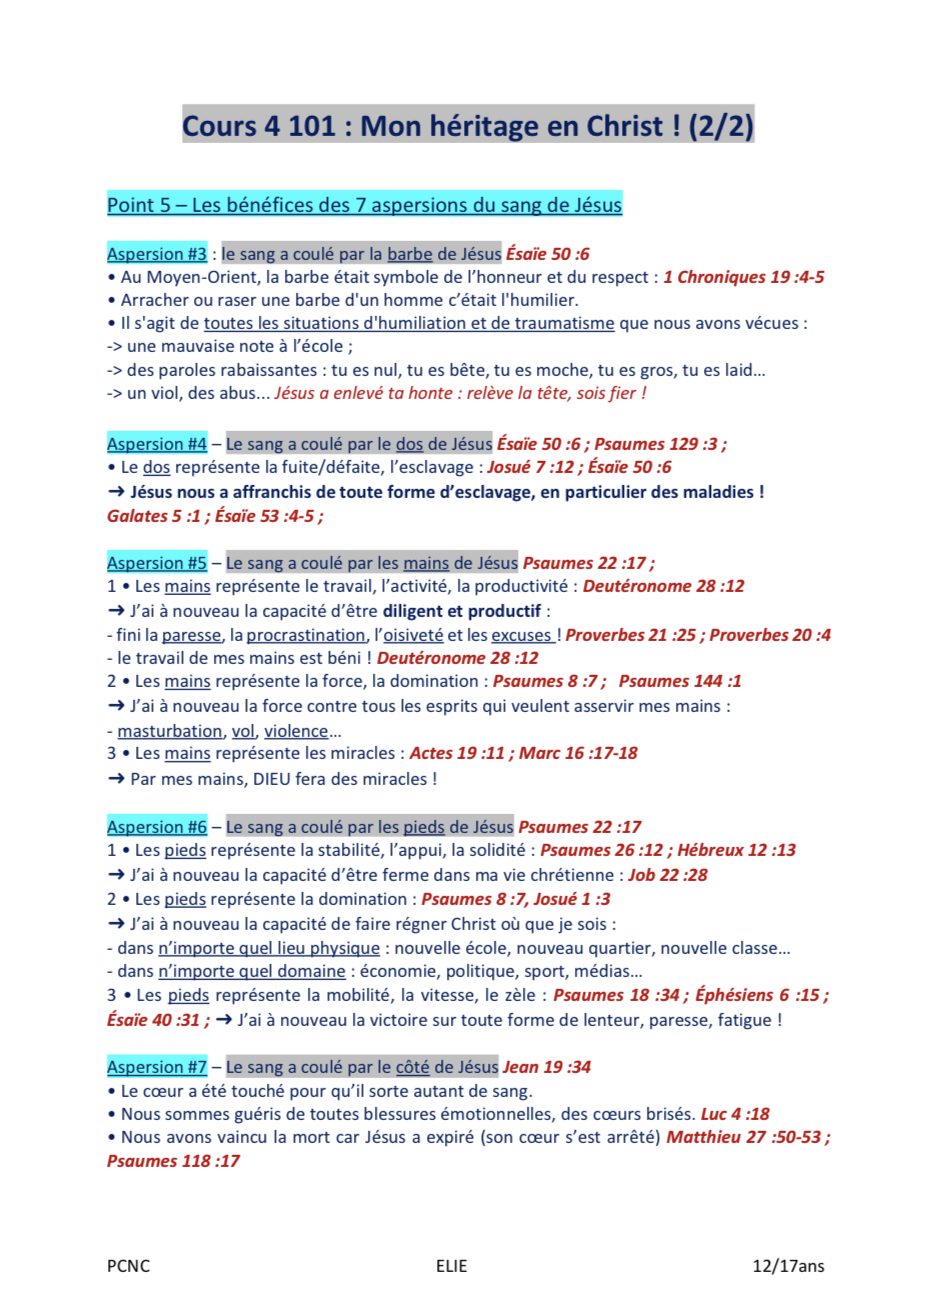 Cours 4 101 : Mon héritage en Christ ! (2/2)
Point 5 – Les bénéfices des 7 aspersions du sang de Jésus
Aspersion #3 : le sang a coulé par la barbe de Jésus Ésaïe 50 :6
• Au Moyen-Orient, la barbe était symbole de l’honneur et du respect : 1 Chroniques 19 :4-5
• Arracher ou raser une barbe d'un homme c’était l'humilier.
• Il s'agit de toutes les situations d'humiliation et de traumatisme que nous avons vécues :
-> une mauvaise note à l’école ;
-> des paroles rabaissantes : tu es nul, tu es bête, tu es moche, tu es gros, tu es laid…
-> un viol, des abus... Jésus a enlevé ta honte : relève la tête, sois fier !
Aspersion #4 – Le sang a coulé par le dos de Jésus Ésaïe 50 :6 ; Psaumes 129 :3 ;
• Le dos représente la fuite/défaite, l’esclavage : Josué 7 :12 ; Ésaïe 50 :6
➔ Jésus nous a affranchis de toute forme d’esclavage, en particulier des maladies !
Galates 5 :1 ; Ésaïe 53 :4-5 ;
Aspersion #5 – Le sang a coulé par les mains de Jésus Psaumes 22 :17 ;
1 • Les mains représente le travail, l’activité, la productivité : Deutéronome 28 :12
➔ J’ai à nouveau la capacité d’être diligent et productif :
- fini la paresse, la procrastination, l’oisiveté et les excuses ! Proverbes 21 :25 ; Proverbes 20 :4
- le travail de mes mains est béni ! Deutéronome 28 :12
2 • Les mains représente la force, la domination : Psaumes 8 :7 ; Psaumes 144 :1
➔ J’ai à nouveau la force contre tous les esprits qui veulent asservir mes mains :
- masturbation, vol, violence…
3 • Les mains représente les miracles : Actes 19 :11 ; Marc 16 :17-18
➔ Par mes mains, DIEU fera des miracles !
Aspersion #6 – Le sang a coulé par les pieds de Jésus Psaumes 22 :17
1 • Les pieds représente la stabilité, l’appui, la solidité : Psaumes 26 :12 ; Hébreux 12 :13
➔ J’ai à nouveau la capacité d’être ferme dans ma vie chrétienne : Job 22 :28
2 • Les pieds représente la domination : Psaumes 8 :7, Josué 1 :3
➔ J’ai à nouveau la capacité de faire régner Christ où que je sois :
- dans n’importe quel lieu physique : nouvelle école, nouveau quartier, nouvelle classe…
- dans n’importe quel domaine : économie, politique, sport, médias…
3 • Les pieds représente la mobilité, la vitesse, le zèle : Psaumes 18 :34 ; Éphésiens 6 :15 ;
Ésaïe 40 :31 ; ➔ J’ai à nouveau la victoire sur toute forme de lenteur, paresse, fatigue !
Aspersion #7 – Le sang a coulé par le côté de Jésus Jean 19 :34
• Le cœur a été touché pour qu’il sorte autant de sang.
• Nous sommes guéris de toutes blessures émotionnelles, des cœurs brisés. Luc 4 :18
• Nous avons vaincu la mort car Jésus a expiré (son cœur s’est arrêté) Matthieu 27 :50-53 ;
Psaumes 118 :17
PCNC ELIE 12/17ans